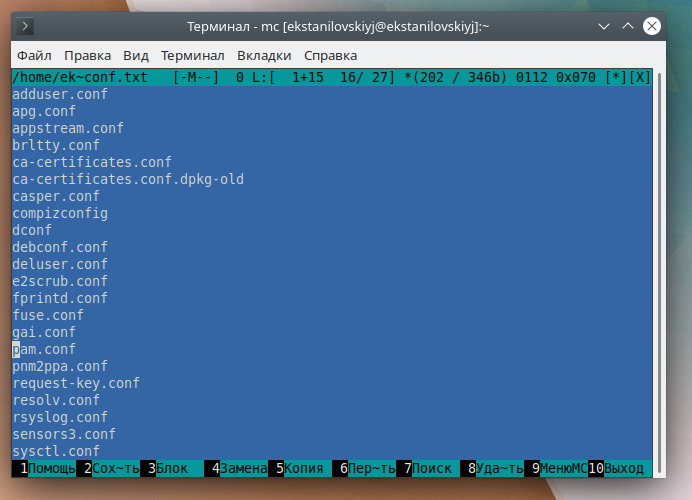 Терминал - mc [ekstanilovskiyj@ekstanilovskiyj]:~
Файл Правка Вид Терминал Вкладки Справка
/home/ek~conf.txt [-M--] 0 L:[ 1+15 16/ 27] *(202 / 346b) 0112 0x070 [*][X]
adduser.conf
apg.conf
appstream.conf
brltty.conf
ca-certificates.conf
ca-certificates.conf.dpkg-old
casper.conf
compizconfig
dconf
debconf.conf
deluser.conf
e2scrub.conf
fprintd.conf
fuse.conf
gai.conf
pam.conf
pnm2ppa.conf
request-key.conf
resolv.conf
rsyslog.conf
sensors3.conf
sysctl.conf
1Помощь 2Сох~ть 3Блок 4Замена 5Копия 6Пер~ть 7Поиск 8Уда~ть 9МенюMC 10Выход